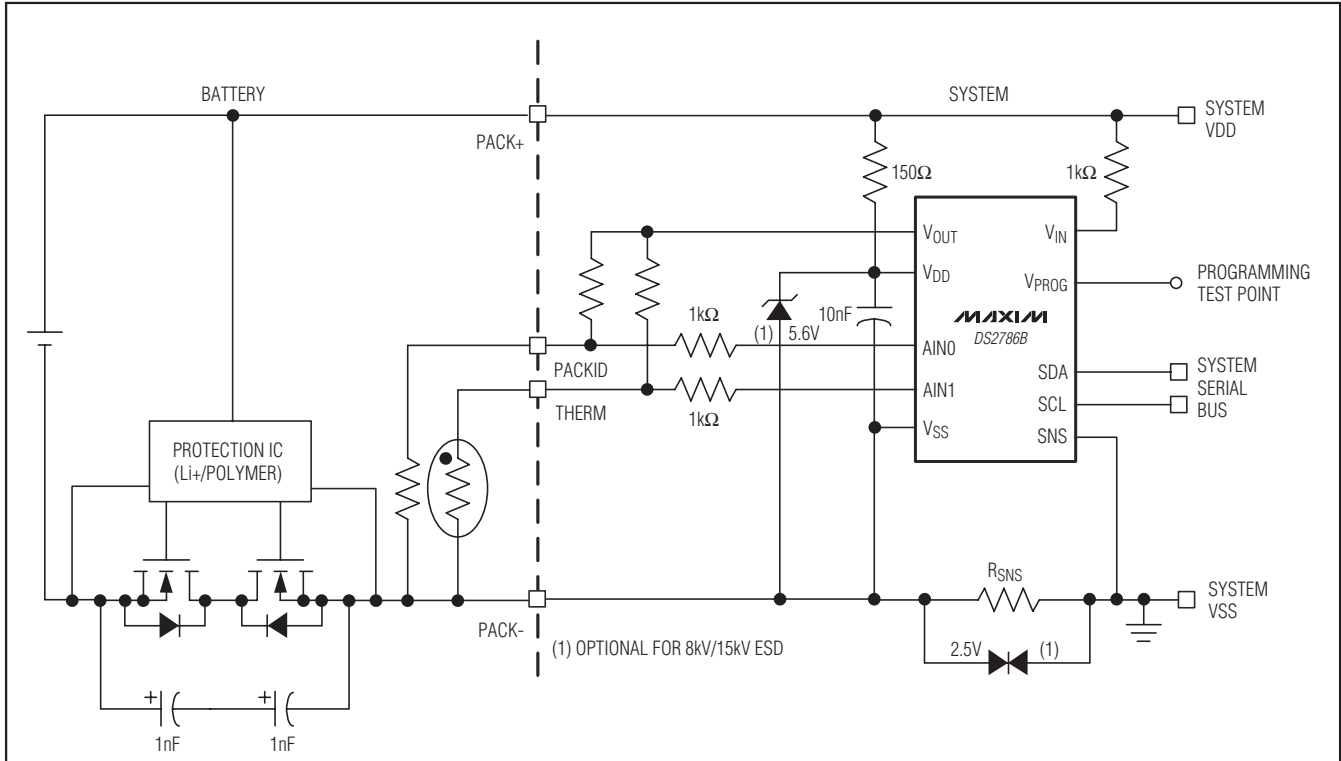 BATTERY
SYSTEM
PACK+
SYSTEM
VDD
150Ω
1kΩ
VOUT
VIN
VDD
VPROG
PROGRAMMING
TEST POINT
MAXIM
DS2786B
10nF
(1)
5.6V
1kΩ
AIN0
PACKID
SDA
SYSTEM
SERIAL
BUS
AIN1
THERM
1kΩ
SCL
VSS
SNS
PROTECTION IC
(Li+/POLYMER)
RSNS
SYSTEM
VSS
PACK-
(1) OPTIONAL FOR 8kV/15kV ESD
2.5V
(1)
+
+
1nF
1nF